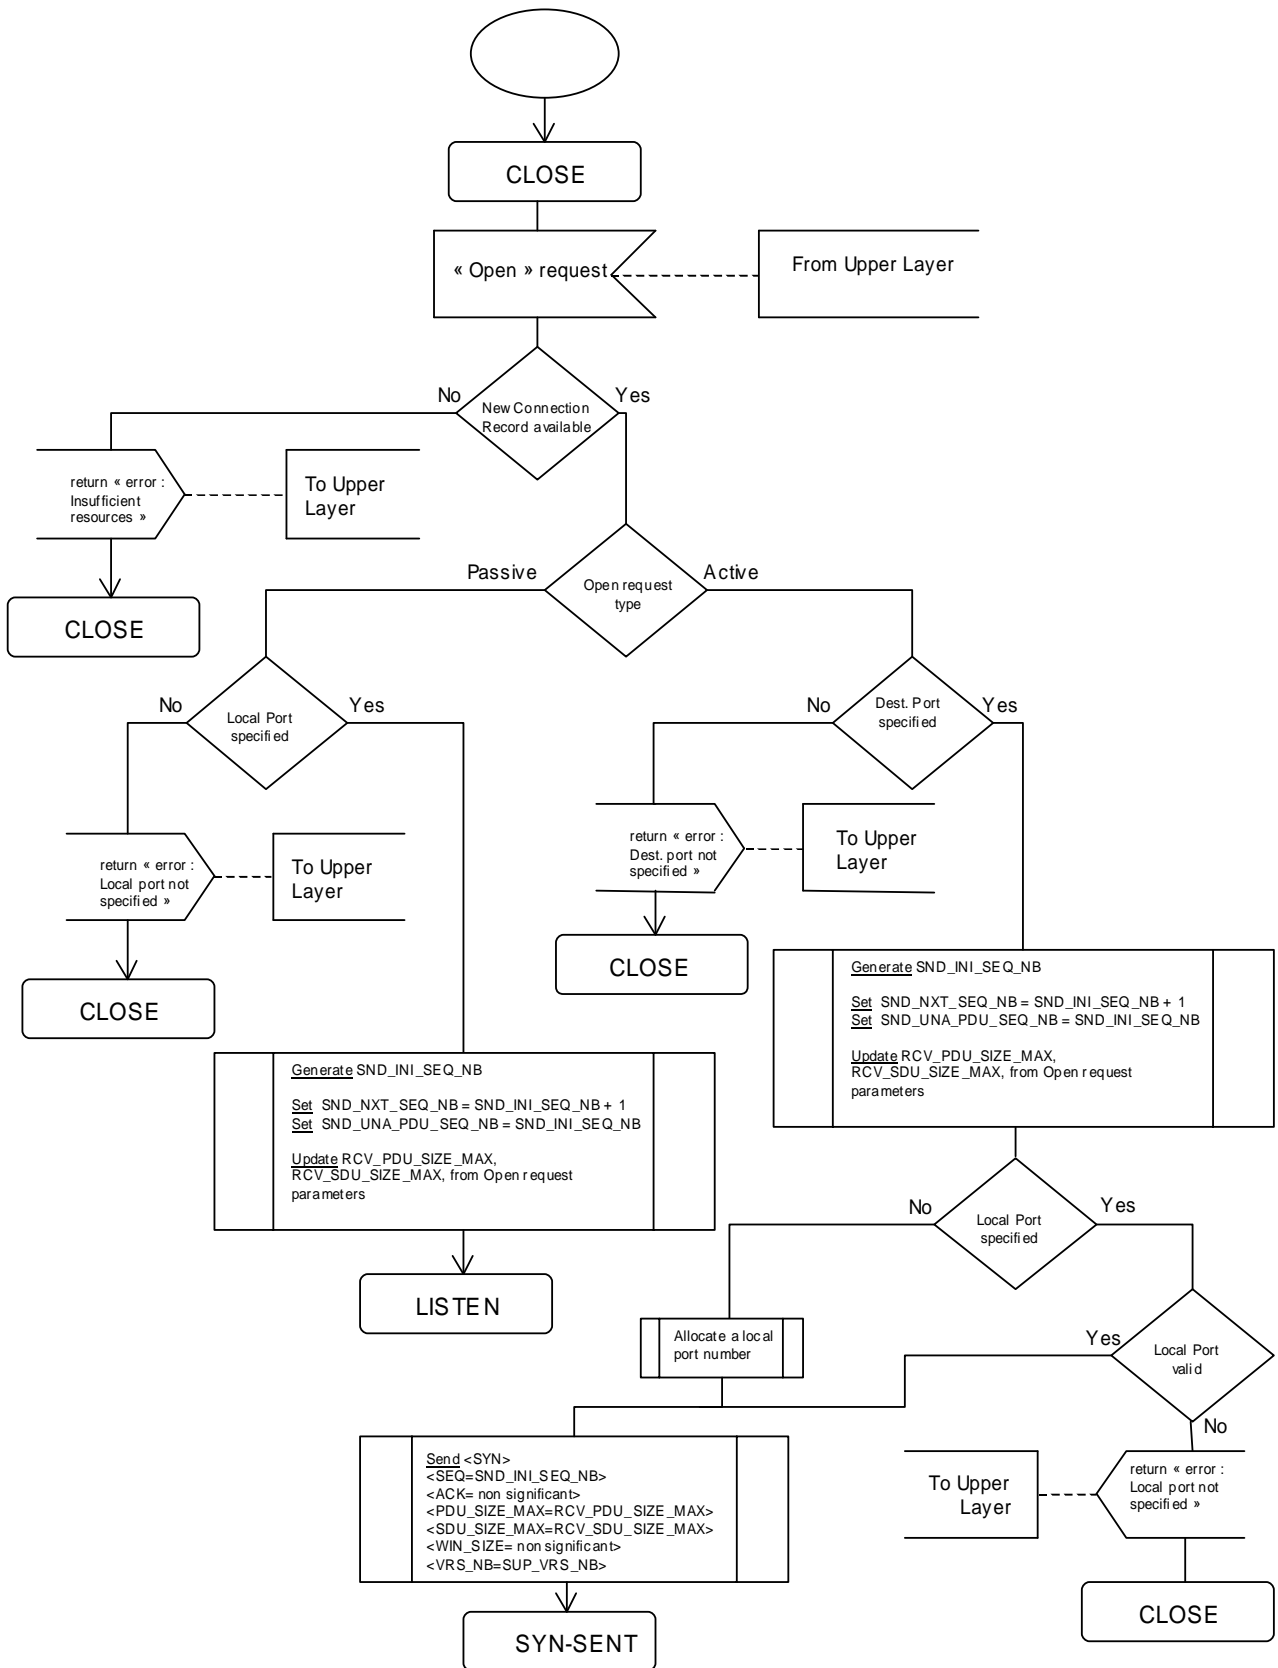 CLOSE
« Open » request
From Upper Layer
No
Yes
New Connection
Record available
return « error :
Insufficient
resources »
To Upper
Layer
CLOSE
Passive
Active
Open request
type
No
Yes
Local Port
specified
No
Yes
Dest. Port
specified
return « error :
Local port not
specified »
To Upper
Layer
CLOSE
return « error :
Dest. port not
specified »
To Upper
Layer
CLOSE
Generate SND_INI_SEQ_NB
Set SND_NXT_SEQ_NB = SND_INI_SEQ_NB + 1
Set SND_UNA_PDU_SEQ_NB = SND_INI_SEQ_NB
Update RCV_PDU_SIZE_MAX,
RCV_SDU_SIZE_MAX, from Open request
parameters
LISTEN
Generate SND_INI_SEQ_NB
Set SND_NXT_SEQ_NB = SND_INI_SEQ_NB + 1
Set SND_UNA_PDU_SEQ_NB = SND_INI_SEQ_NB
Update RCV_PDU_SIZE_MAX,
RCV_SDU_SIZE_MAX, from Open request
parameters
No
Yes
Local Port
specified
Allocate a local
port number
Yes
Local Port
valid
No
Send <SYN>
<SEQ=SND_INI_SEQ_NB>
<ACK= non significant>
<PDU_SIZE_MAX=RCV_PDU_SIZE_MAX>
<SDU_SIZE_MAX=RCV_SDU_SIZE_MAX>
<WIN_SIZE= non significant>
<VRS_NB=SUP_VRS_NB>
SYN-SENT
To Upper
Layer
return « error :
Local port not
specified »
CLOSE